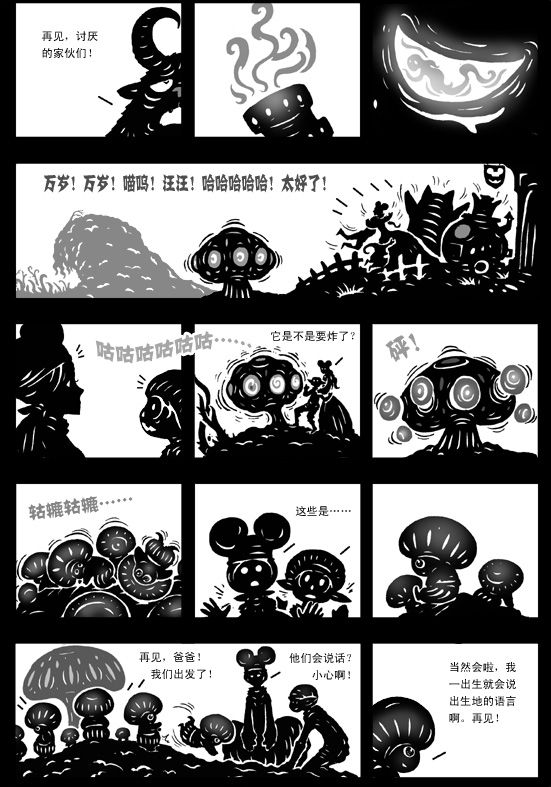 再见，讨厌
的家伙们！
万岁！万岁！喵呜！汪汪！哈哈哈哈哈！太好了！
咕咕咕咕咕咕……
它是不是要炸了？
砰！
轱辘轱辘……
这些是……
再见，爸爸！
我们出发了！
他们会说话？
小心啊！
当然会啦，我
一出生就会说
出生地的语言
啊。再见！